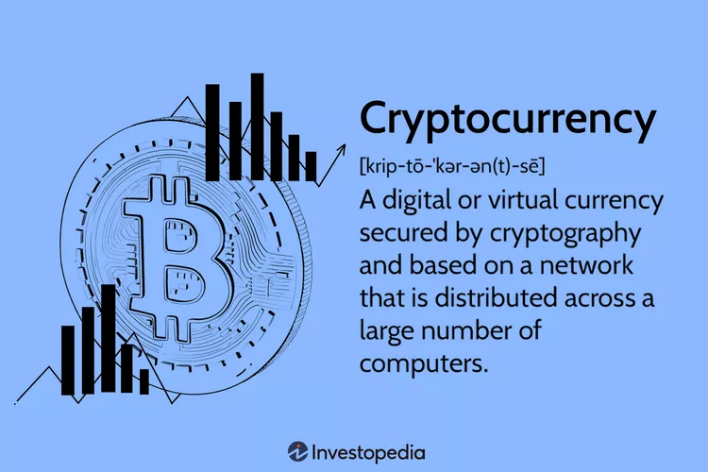 Cryptocurrency
[krip-tō-ˈkər-ən(t)-sē]
A digital or virtual currency
secured by cryptography
and based on a network
that is distributed across a
large number of
computers.
Investopedia